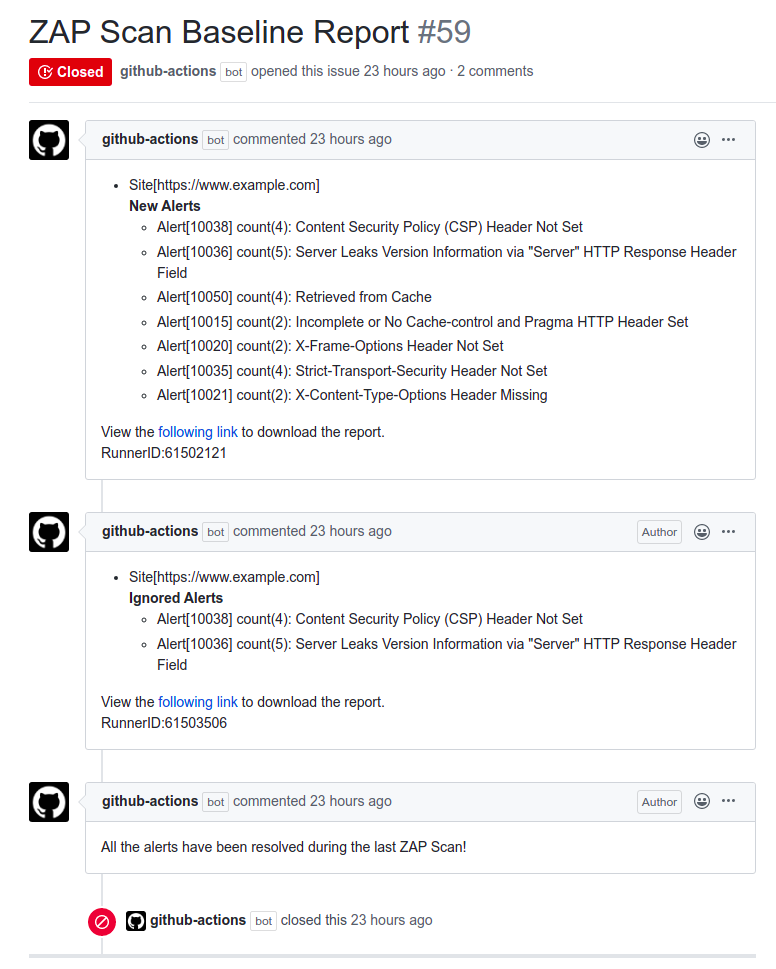 ZAP Scan Baseline Report #59
Closed github-actions bot opened this issue 23 hours ago · 2 comments
github-actions bot commented 23 hours ago
• Site[https://www.example.com]
New Alerts
◦ Alert[10038] count(4): Content Security Policy (CSP) Header Not Set
◦ Alert[10036] count(5): Server Leaks Version Information via "Server" HTTP Response Header
Field
◦ Alert[10050] count(4): Retrieved from Cache
◦ Alert[10015] count(2): Incomplete or No Cache-control and Pragma HTTP Header Set
◦ Alert[10020] count(2): X-Frame-Options Header Not Set
◦ Alert[10035] count(4): Strict-Transport-Security Header Not Set
◦ Alert[10021] count(2): X-Content-Type-Options Header Missing
View the following link to download the report.
RunnerID:61502121
github-actions bot commented 23 hours ago Author
• Site[https://www.example.com]
Ignored Alerts
◦ Alert[10038] count(4): Content Security Policy (CSP) Header Not Set
◦ Alert[10036] count(5): Server Leaks Version Information via "Server" HTTP Response Header
Field
View the following link to download the report.
RunnerID:61503506
github-actions bot commented 23 hours ago Author
All the alerts have been resolved during the last ZAP Scan!
github-actions bot closed this 23 hours ago